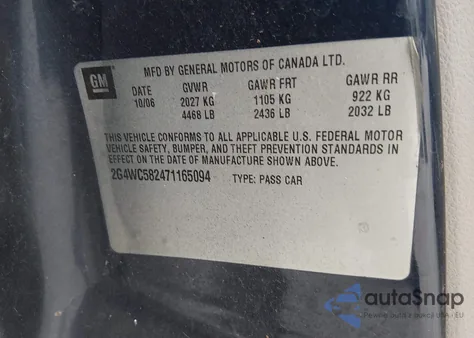 MFD BY GENERAL MOTORS OF CANADA LTD.
GM
DATE GVWR GAWR FRT GAWR RR
10/06 2027 KG 1105 KG 922 KG
4468 LB 2436 LB 2032 LB
THIS VEHICLE CONFORMS TO ALL APPLICABLE U.S. FEDERAL MOTOR
VEHICLE SAFETY, BUMPER, AND THEFT PREVENTION STANDARDS IN
EFFECT ON THE DATE OF MANUFACTURE SHOWN ABOVE.
2G4WC582471165094 TYPE: PASS CAR
autoSnap